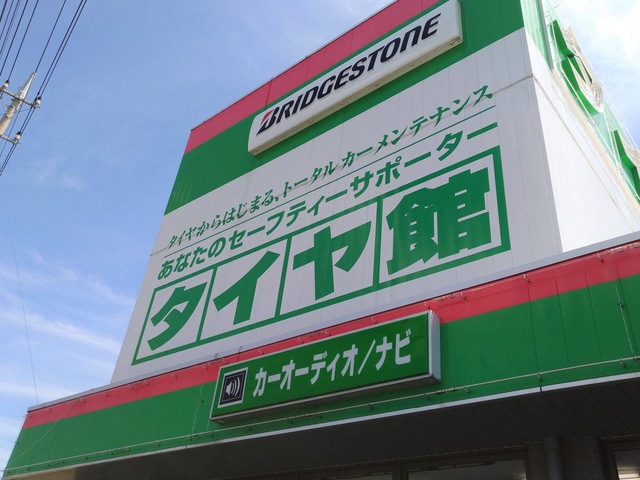 BRIDGESTONE
タイヤからはじまる、トータルカーメンテナンス
あなたのセーフティーサポーター
タイヤ館
カーオーディオ/ナビ